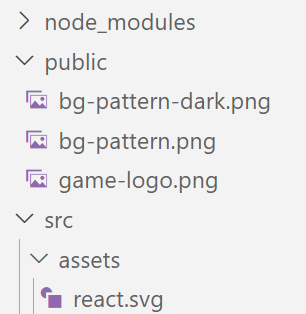 node_modules
public
bg-pattern-dark.png
bg-pattern.png
game-logo.png
src
assets
react.svg